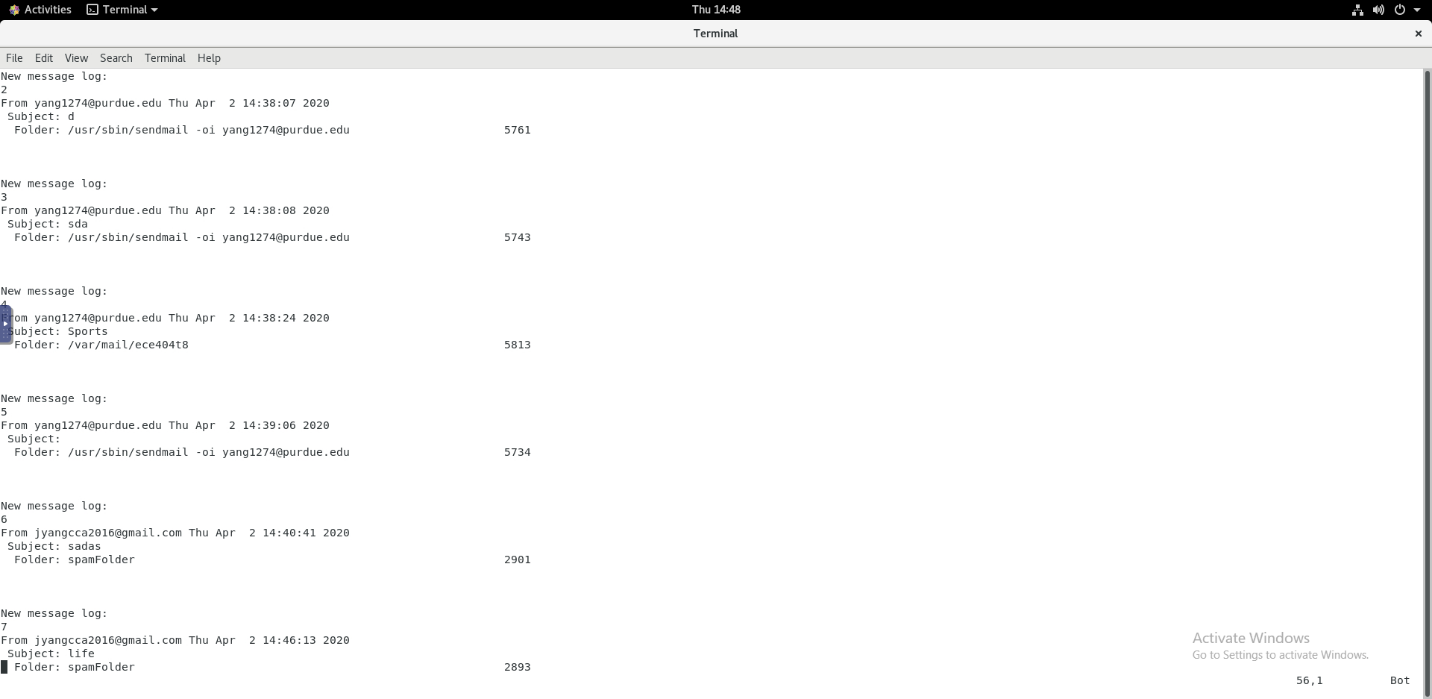 Activities Terminal Thu 14:48
Terminal
File Edit View Search Terminal Help
New message log:
2
From yang1274@purdue.edu Thu Apr  2 14:38:07 2020
 Subject: d
  Folder: /usr/sbin/sendmail -oi yang1274@purdue.edu                       5761
New message log:
3
From yang1274@purdue.edu Thu Apr  2 14:38:08 2020
 Subject: sda
  Folder: /usr/sbin/sendmail -oi yang1274@purdue.edu                       5743
New message log:
4
From yang1274@purdue.edu Thu Apr  2 14:38:24 2020
 Subject: Sports
  Folder: /var/mail/ece404t8                                               5813
New message log:
5
From yang1274@purdue.edu Thu Apr  2 14:39:06 2020
 Subject:
  Folder: /usr/sbin/sendmail -oi yang1274@purdue.edu                       5734
New message log:
6
From jyangcca2016@gmail.com Thu Apr  2 14:40:41 2020
 Subject: sadas
  Folder: spamFolder                                                       2901
New message log:
7
From jyangcca2016@gmail.com Thu Apr  2 14:46:13 2020
 Subject: life
  Folder: spamFolder                                                       2893
Activate Windows
Go to Settings to activate Windows.
56,1 Bot